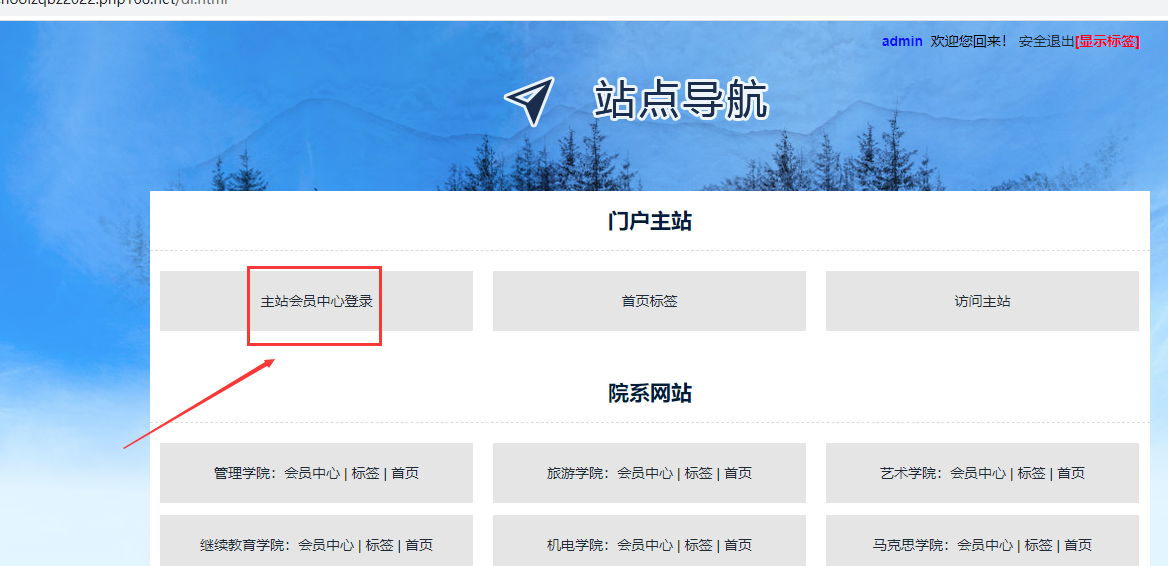 admin 欢迎您回来! 安全退出[显示标签]
站点导航
门户主站
主站会员中心登录
首页标签
访问主站
院系网站
管理学院：会员中心 | 标签 | 首页
旅游学院：会员中心 | 标签 | 首页
艺术学院：会员中心 | 标签 | 首页
继续教育学院：会员中心 | 标签 | 首页
机电学院：会员中心 | 标签 | 首页
马克思学院：会员中心 | 标签 | 首页